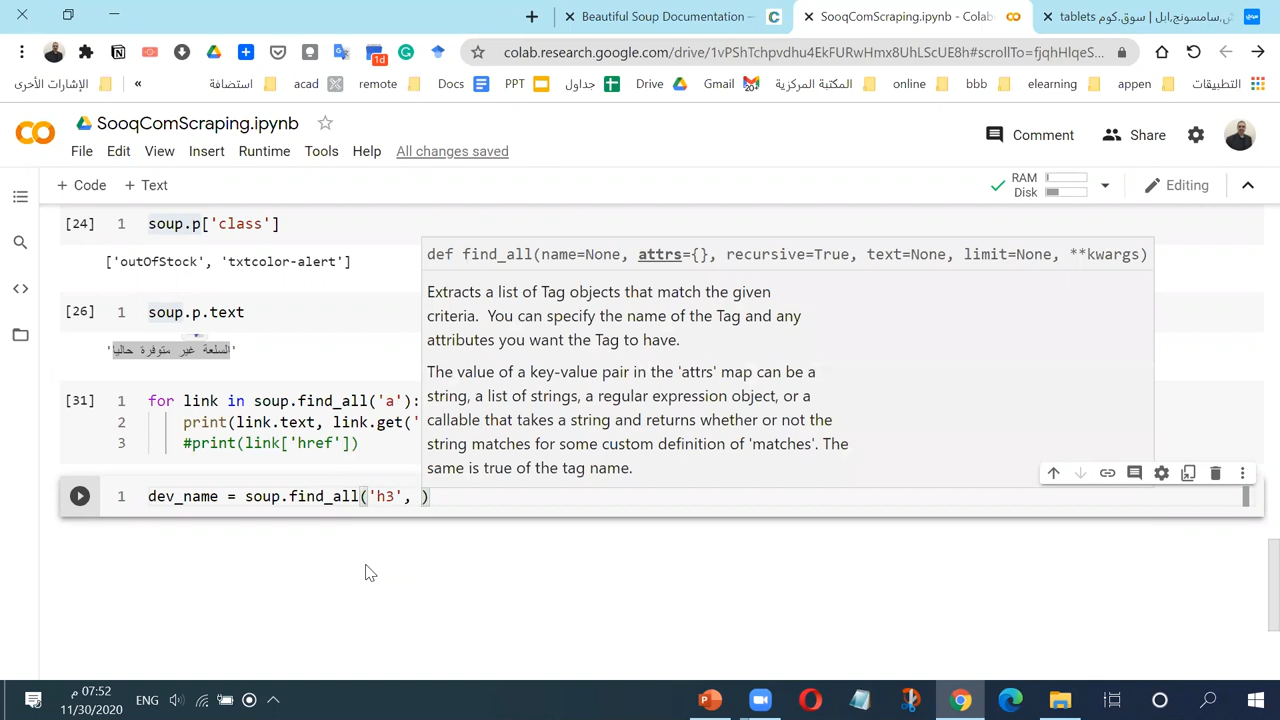 Beautiful Soup Documentation —
SooqComScraping.ipynb - Colab
سامسونج,ابل | سوق.كوم tablets
1d
colab.research.google.com
الإشارات الأخرى
«
استضافة
acad
remote
Docs
PPT
جداول
Drive
Gmail
20+
المكتبة المركزية
online
bbb
elearning
appen
التطبيقات
SooqComScraping.ipynb
Comment
Share
File Edit View Insert Runtime Tools Help All changes saved
+ Code + Text
RAM
Disk
Editing
[24] 1 soup.p['class']
['outOfStock', 'txtcolor-alert']
[26] 1 soup.p.text
'السلعة غير متوفرة حاليا'
[31] 1 for link in soup.find_all('a'):
2 print(link.text, link.get('
3 #print(link['href'])
1 dev_name = soup.find_all('h3', )
def find_all(name=None, attrs={}, recursive=True, text=None, limit=None, **kwargs)
Extracts a list of Tag objects that match the given
criteria. You can specify the name of the Tag and any
attributes you want the Tag to have.
The value of a key-value pair in the 'attrs' map can be a
string, a list of strings, a regular expression object, or a
callable that takes a string and returns whether or not the
string matches for some custom definition of 'matches'. The
same is true of the tag name.
07:52 م
11/30/2020
ENG